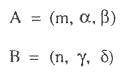 A = (m, α, β)
B = (n, γ, δ)